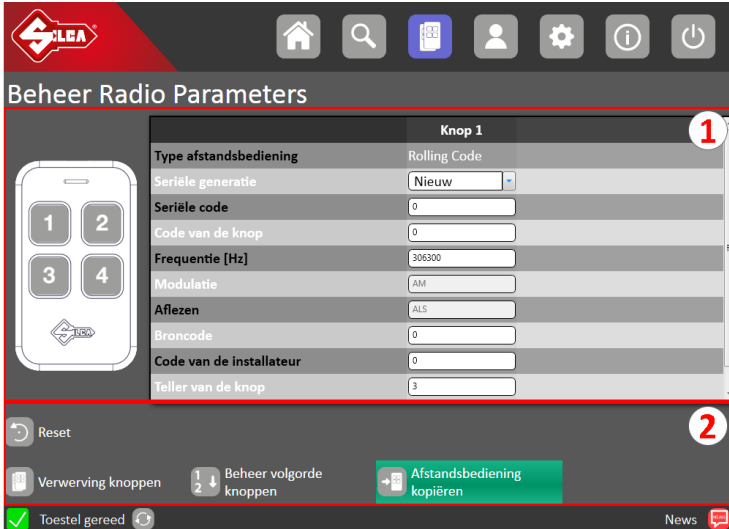 SILCA
Beheer Radio Parameters
1
Knop 1
Type afstandsbediening Rolling Code
Seriële generatie Nieuw
Seriële code 0
Code van de knop 0
Frequentie [Hz] 306300
Modulatie AM
Aflezen ALS
Broncode 0
Code van de installateur 0
Teller van de knop 3
1 2
3 4
SILCA
2
Reset
Verwerving knoppen
1
2
Beheer volgorde
knoppen
Afstandsbediening
kopiëren
Toestel gereed
News
NEWS